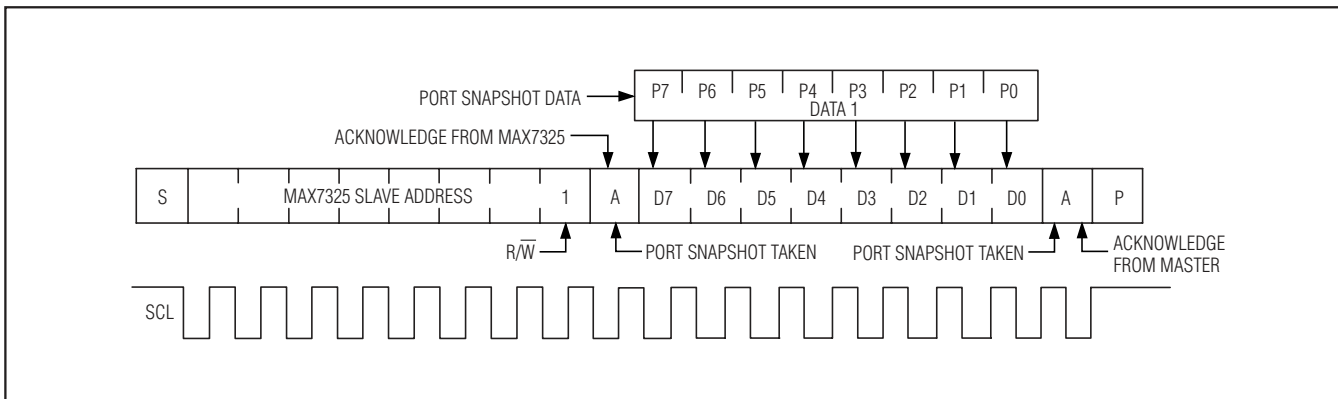 PORT SNAPSHOT DATA
P7 P6 P5 P4 P3 P2 P1 P0
DATA 1
ACKNOWLEDGE FROM MAX7325
S MAX7325 SLAVE ADDRESS 1 A D7 D6 D5 D4 D3 D2 D1 D0 A P
R/W̅ PORT SNAPSHOT TAKEN PORT SNAPSHOT TAKEN ACKNOWLEDGE
FROM MASTER
SCL